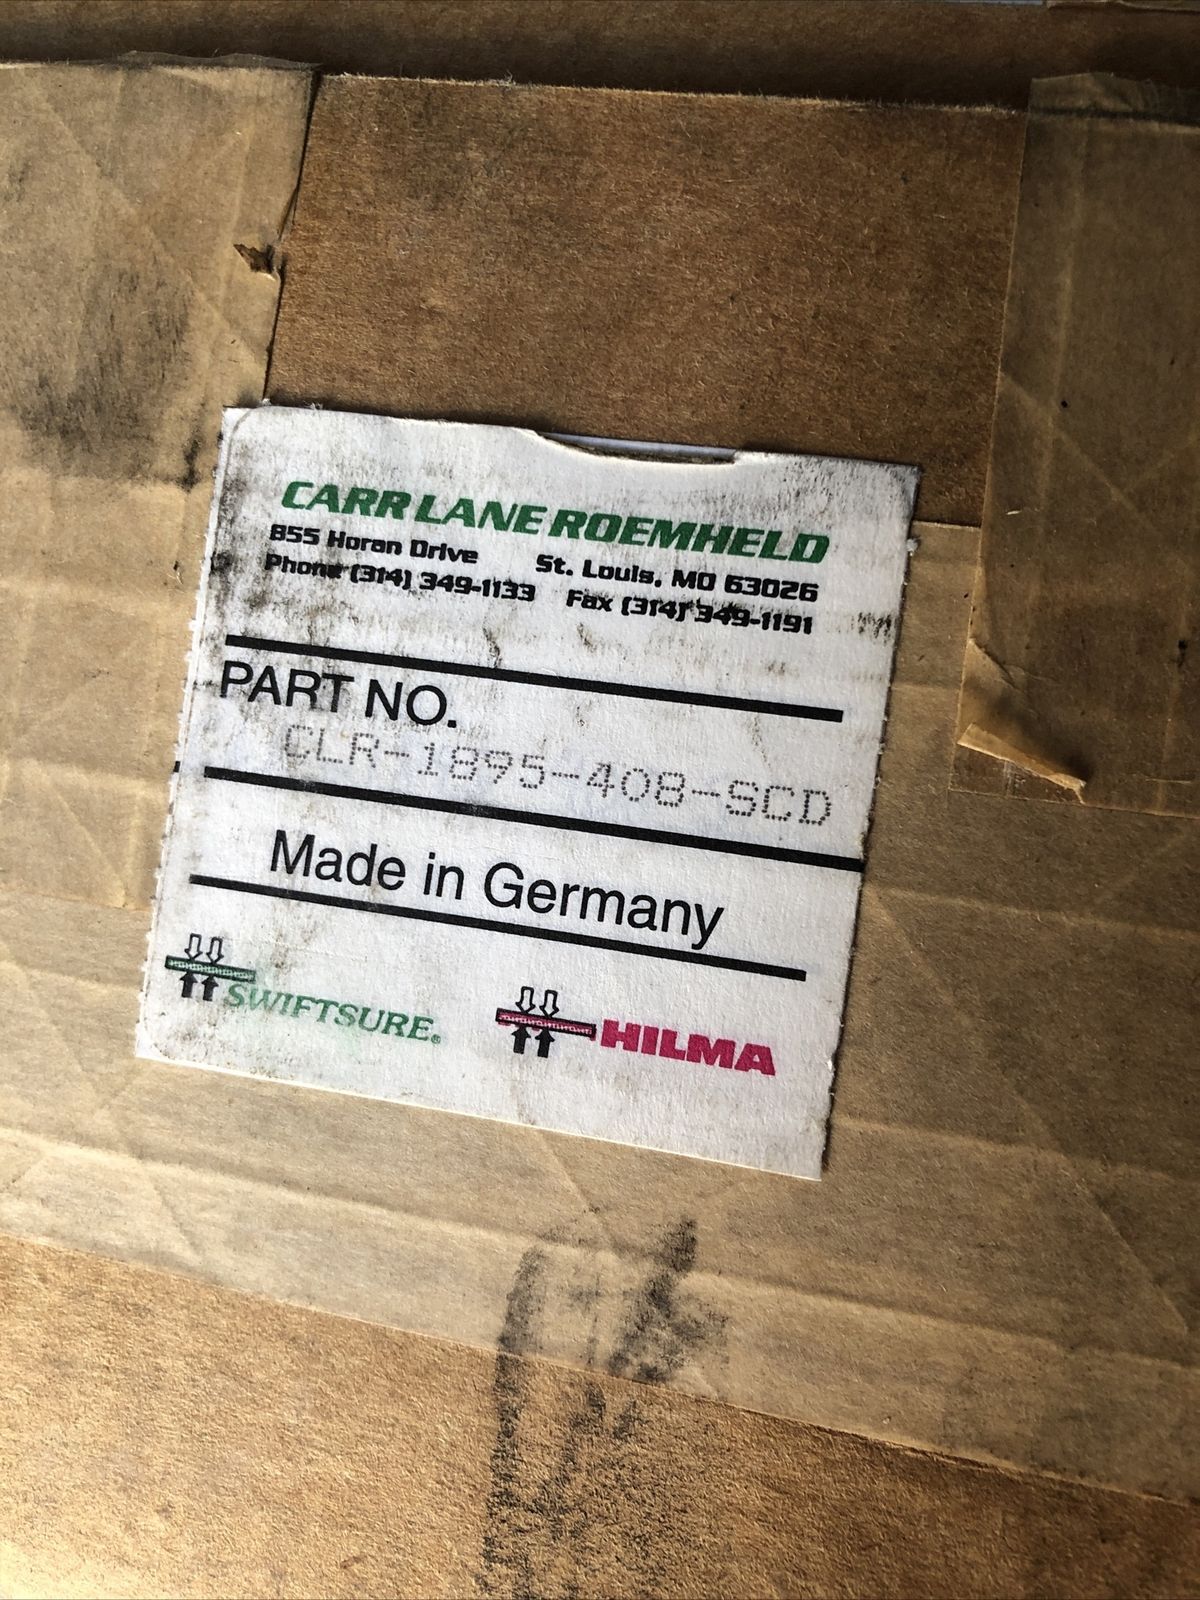 CARR LANE ROEMHELD
855 Horan Drive St. Louis, MO 63026
Phone (314) 349-1133 Fax (314) 349-1191
PART NO.
CLR-1895-408-SCD
Made in Germany
SWIFTSURE® HILMA